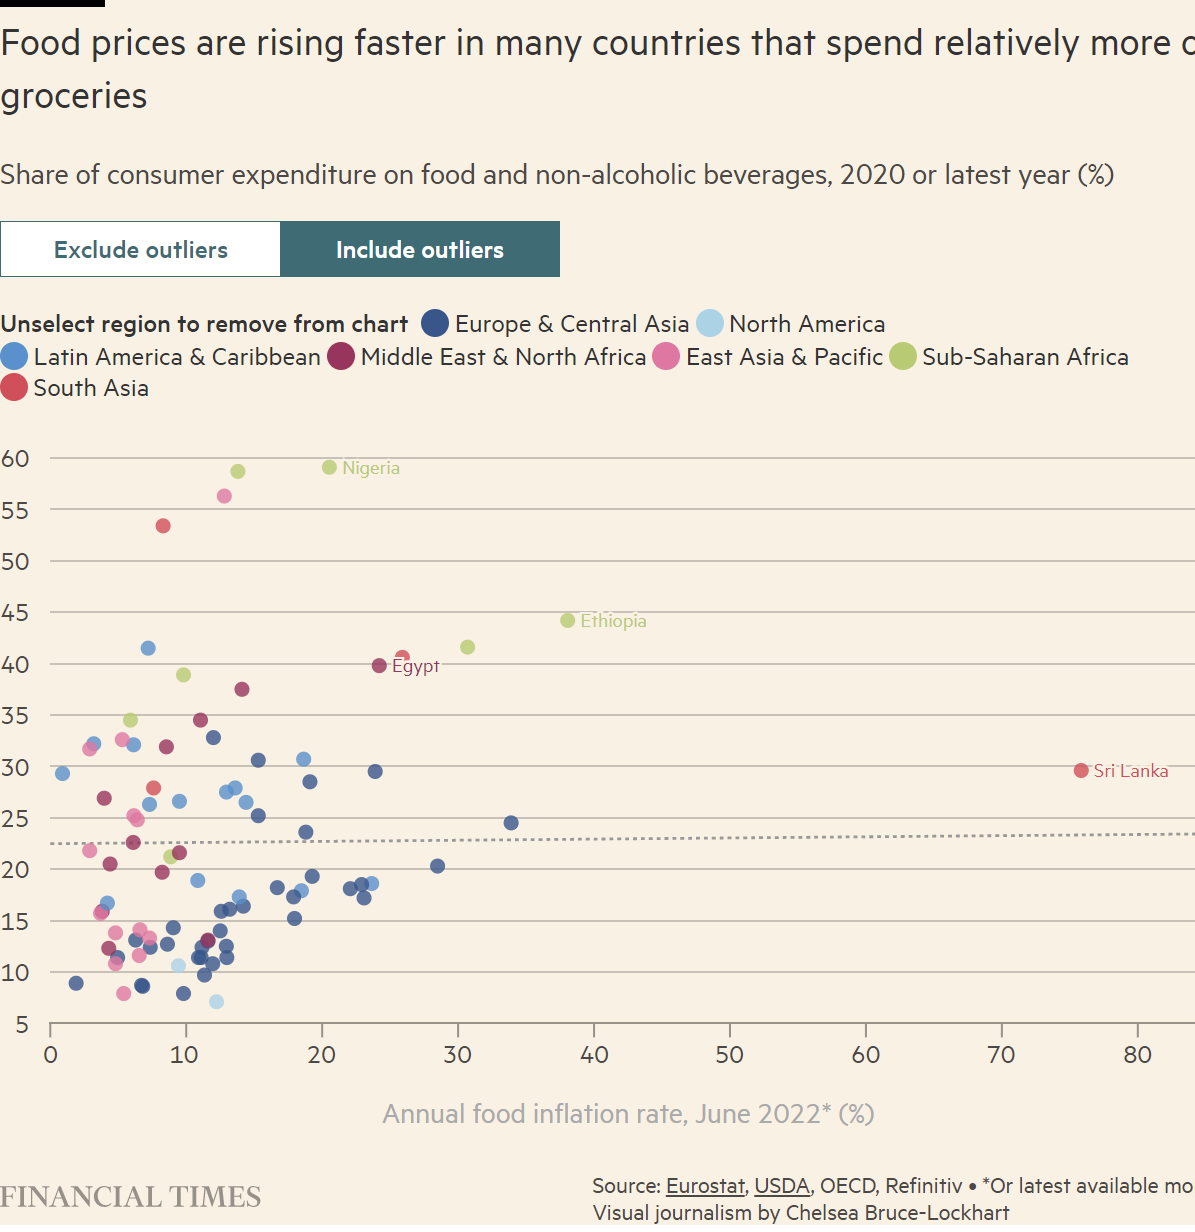 Food prices are rising faster in many countries that spend relatively more
groceries
Share of consumer expenditure on food and non-alcoholic beverages, 2020 or latest year (%)
Exclude outliers Include outliers
Unselect region to remove from chart Europe & Central Asia North America
Latin America & Caribbean Middle East & North Africa East Asia & Pacific Sub-Saharan Africa
South Asia
60
Nigeria
55
50
45
Ethiopia
40
Egypt
35
30
Sri Lanka
25
20
15
10
5
0 10 20 30 40 50 60 70 80
Annual food inflation rate, June 2022* (%)
FINANCIAL TIMES
Source: Eurostat, USDA, OECD, Refinitiv • *Or latest available
Visual journalism by Chelsea Bruce-Lockhart